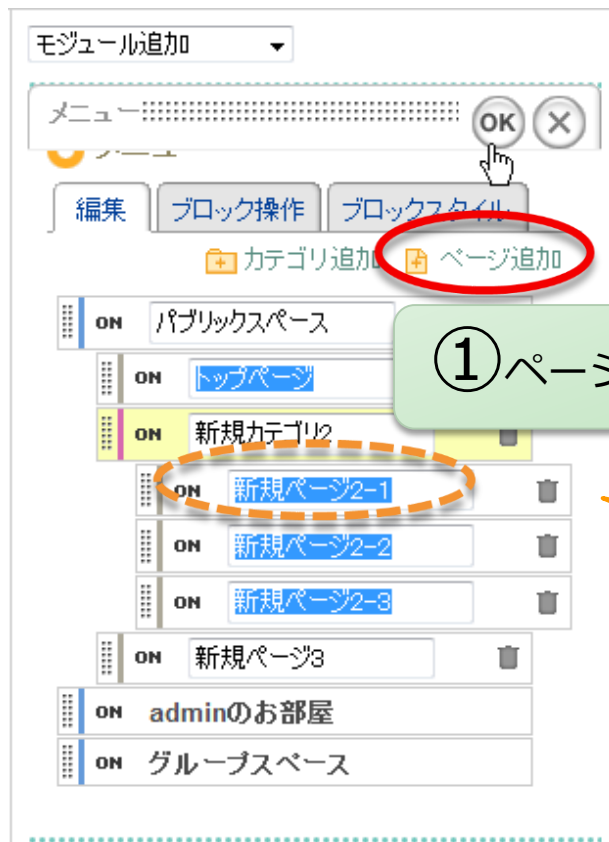 モジュール追加
メニュー
OK
メニュー
編集 ブロック操作 ブロックスタイル
カテゴリ追加 ページ追加
ON パブリックスペース
①ページ
ON トップページ
ON 新規カテゴリ2
ON 新規ページ2-1
ON 新規ページ2-2
ON 新規ページ2-3
ON 新規ページ3
ON adminのお部屋
ON グループスペース